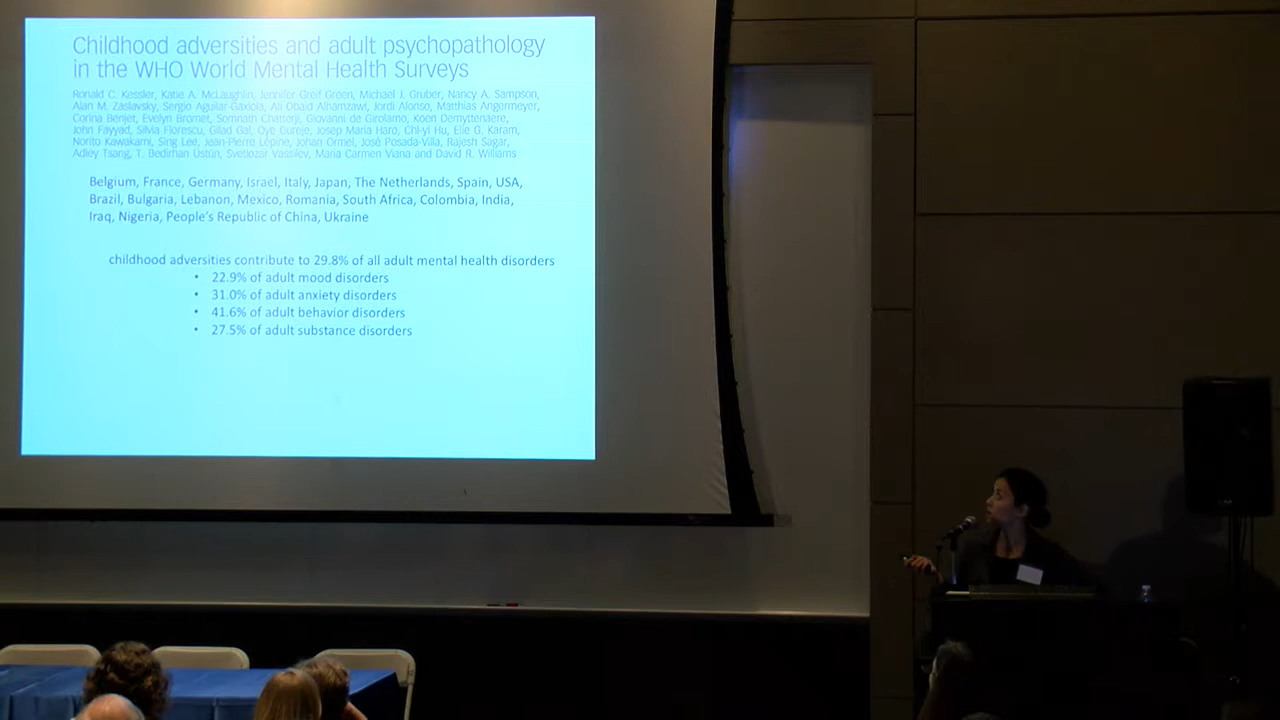 Childhood adversities and adult psychopathology
in the WHO World Mental Health Surveys
Ronald C. Kessler, Katie A. McLaughlin, Jennifer Greif Green, Michael J. Gruber, Nancy A. Sampson,
Alan M. Zaslavsky, Sergio Aguilar-Gaxiola, Ali Obaid Alhamzawi, Jordi Alonso, Matthias Angermeyer,
Corina Benjet, Evelyn Bromet, Somnath Chatterji, Giovanni de Girolamo, Koen Demyttenaere,
John Fayyad, Silvia Florescu, Gilad Gal, Oye Gureje, Josep Maria Haro, Chi-yi Hu, Elie G. Karam,
Norito Kawakami, Sing Lee, Jean-Pierre Lépine, Johan Ormel, José Posada-Villa, Rajesh Sagar,
Adley Tsang, T. Bedirhan Üstün, Svetlozar Vassilev, Maria Carmen Viana and David R. Williams
Belgium, France, Germany, Israel, Italy, Japan, The Netherlands, Spain, USA,
Brazil, Bulgaria, Lebanon, Mexico, Romania, South Africa, Colombia, India,
Iraq, Nigeria, People's Republic of China, Ukraine
childhood adversities contribute to 29.8% of all adult mental health disorders
• 22.9% of adult mood disorders
• 31.0% of adult anxiety disorders
• 41.6% of adult behavior disorders
• 27.5% of adult substance disorders